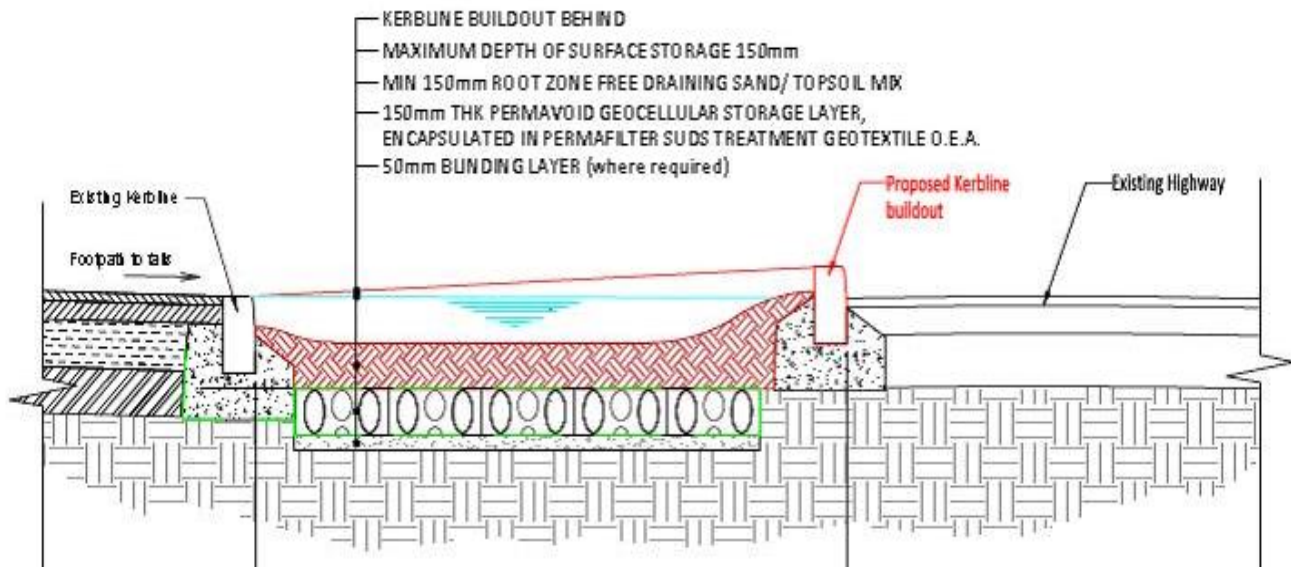 KERBLINE BUILDOUT BEHIND
MAXIMUM DEPTH OF SURFACE STORAGE 150mm
MIN 150mm ROOT ZONE FREE DRAINING SAND/ TOPSOIL MIX
150mm THK PERMAVOID GEOCELLULAR STORAGE LAYER,
ENCAPSULATED IN PERMAFILTER SUDS TREATMENT GEOTEXTILE O.E.A.
50mm BLINDING LAYER (where required)
Existing Kerbline
Proposed Kerbline
buildout
Existing Highway
Footpath to falls